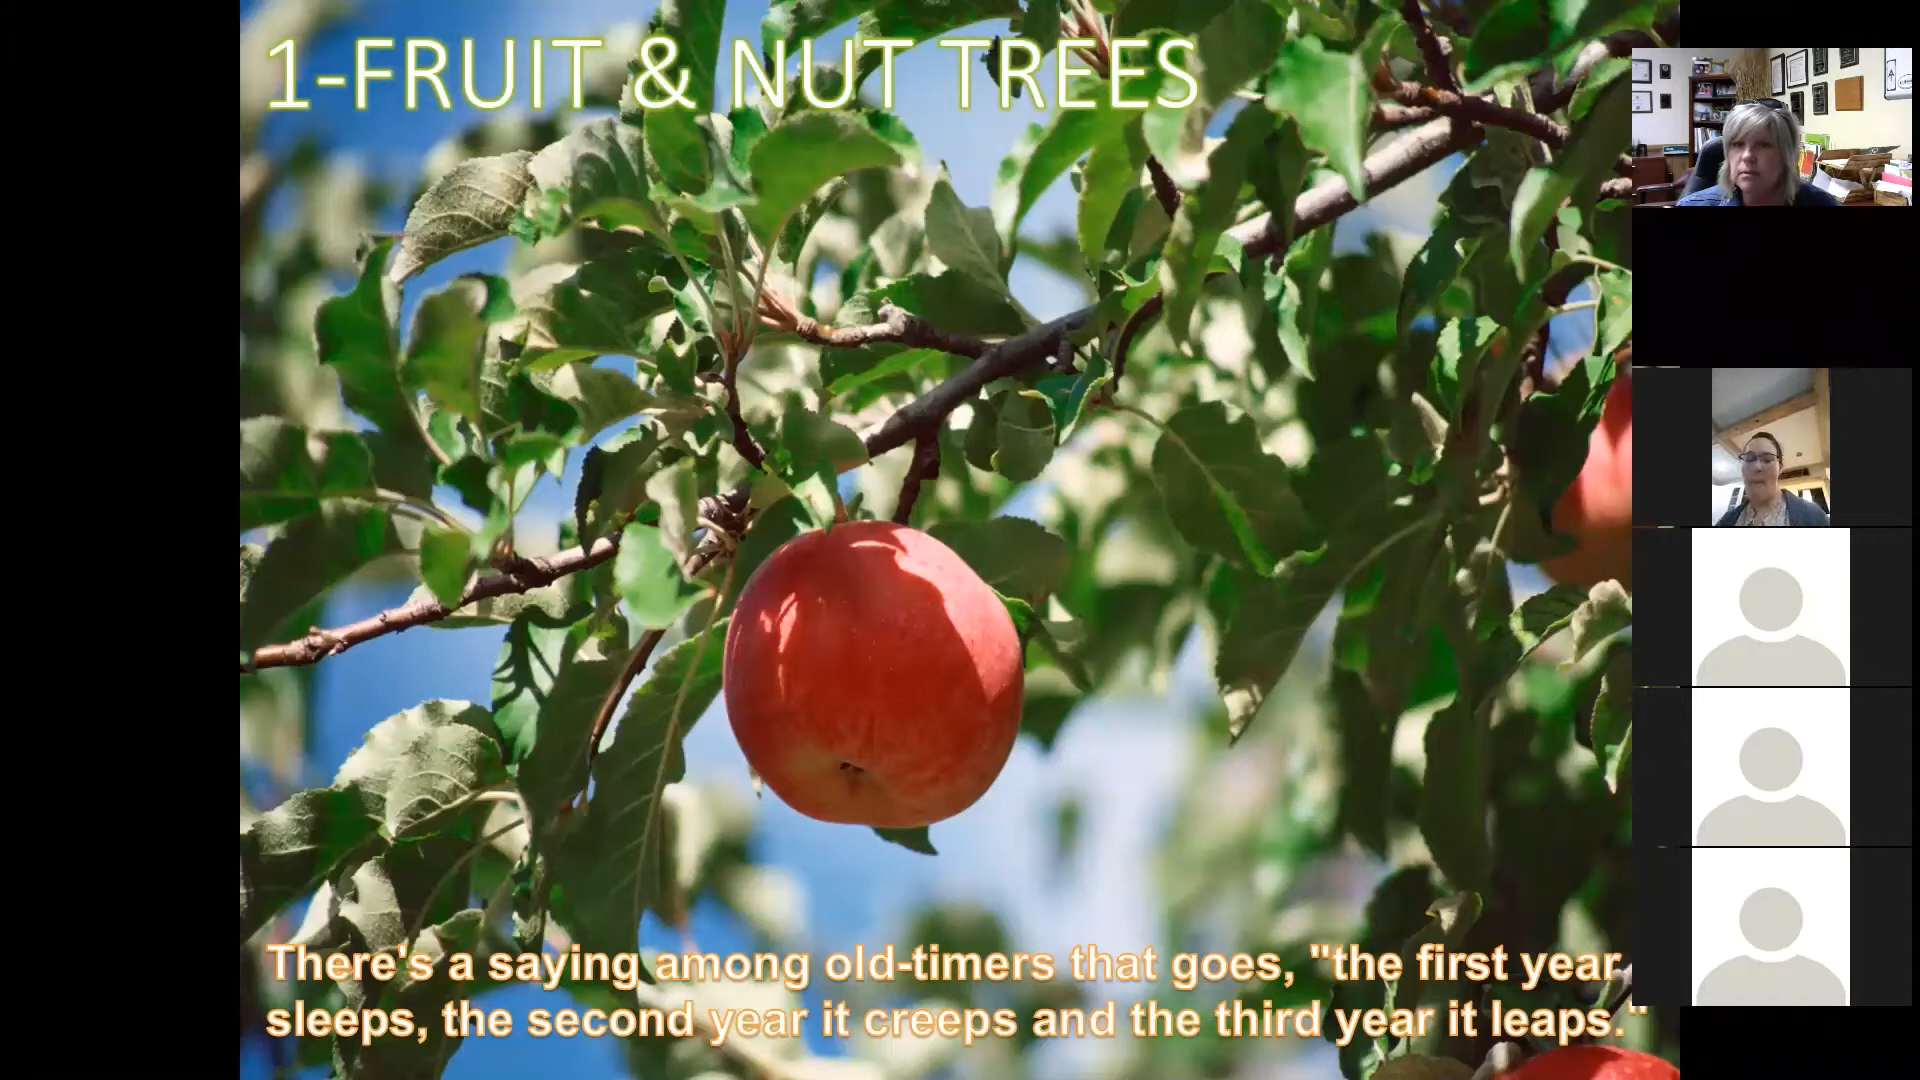 1-FRUIT & NUT TREES
There's a saying among old-timers that goes, "the first year
sleeps, the second year it creeps and the third year it leaps."